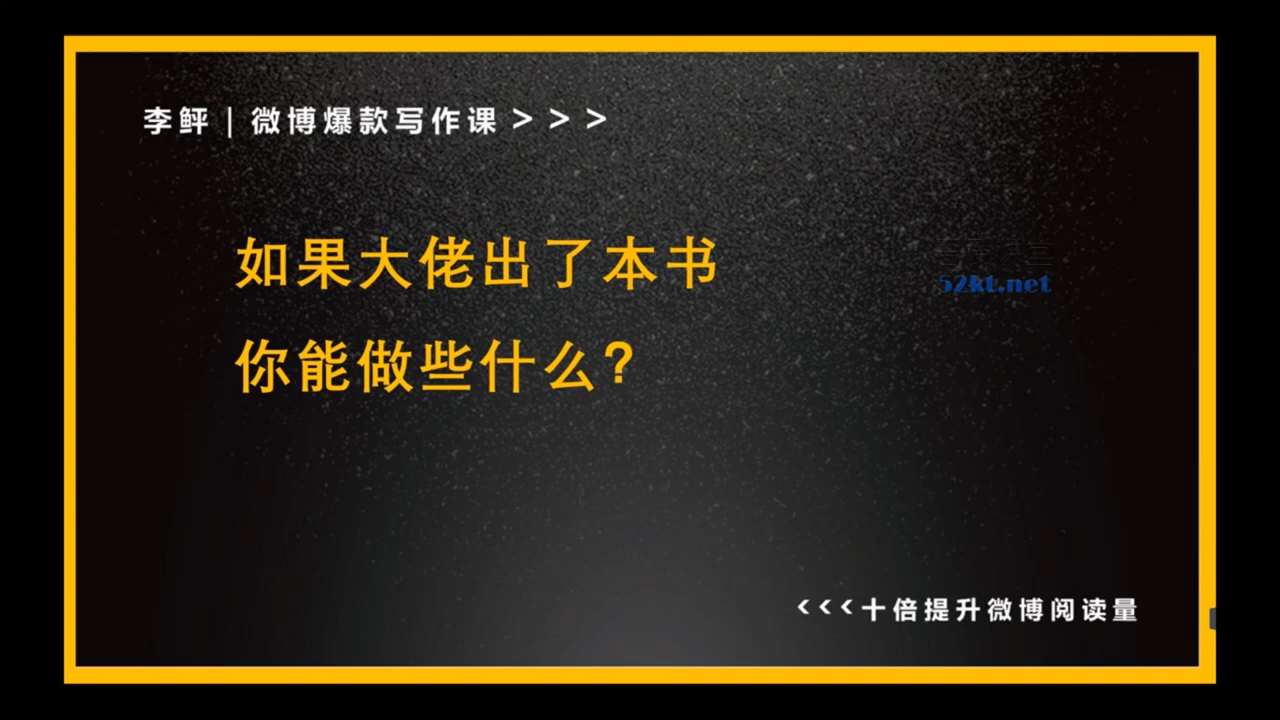 李鲆 | 微博爆款写作课 > > >
如果大佬出了本书
52kt.net
你能做些什么?
<<<十倍提升微博阅读量